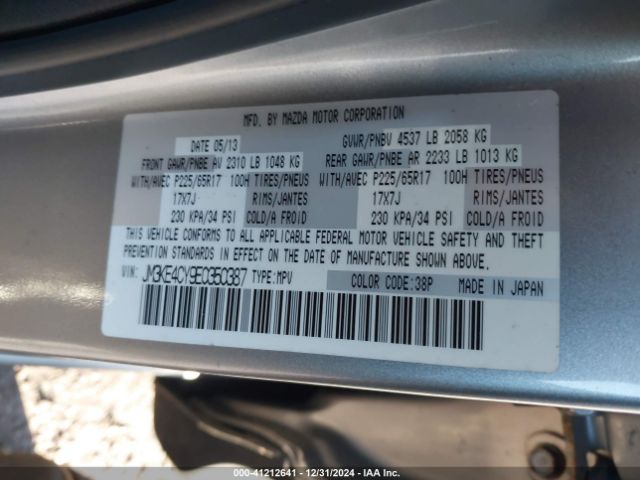 MFD. BY MAZDA MOTOR CORPORATION
DATE 05/13 GVWR/PNBV 4537 LB 2058 KG
FRONT GAWR/PNBE AV 2310 LB 1048 KG REAR GAWR/PNBE AR 2233 LB 1013 KG
WITH/AVEC P225/65R17 100H TIRES/PNEUS WITH/AVEC P225/65R17 100H TIRES/PNEUS
17X7J RIMS/JANTES 17X7J RIMS/JANTES
230 KPA/34 PSI COLD/A FROID 230 KPA/34 PSI COLD/A FROID
THIS VEHICLE CONFORMS TO ALL APPLICABLE FEDERAL MOTOR VEHICLE SAFETY AND THEFT
PREVENTION STANDARDS IN EFFECT ON THE DATE OF MANUFACTURE SHOWN ABOVE.
VIN: JM3KE4CY9E0350387 TYPE:MPV COLOR CODE:38P MADE IN JAPAN
000-41212641 - 12/31/2024 - IAA Inc.